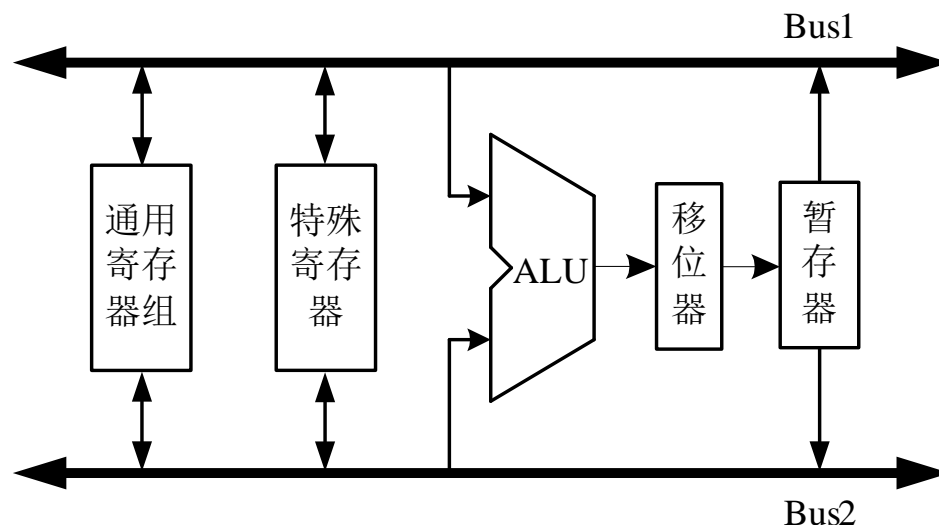 Bus1
通用
寄存
器组
特殊
寄存
器
ALU
移
位
器
暂
存
器
Bus2